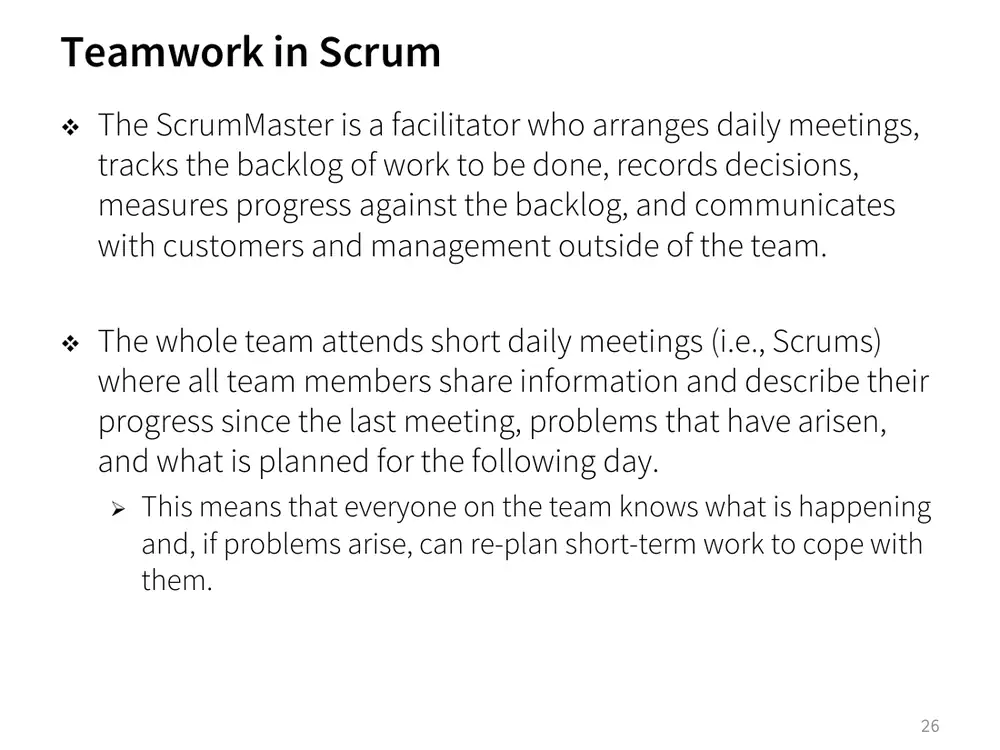 Teamwork in Scrum
❖ The ScrumMaster is a facilitator who arranges daily meetings,
tracks the backlog of work to be done, records decisions,
measures progress against the backlog, and communicates
with customers and management outside of the team.
❖ The whole team attends short daily meetings (i.e., Scrums)
where all team members share information and describe their
progress since the last meeting, problems that have arisen,
and what is planned for the following day.
➢ This means that everyone on the team knows what is happening
and, if problems arise, can re-plan short-term work to cope with
them.
26